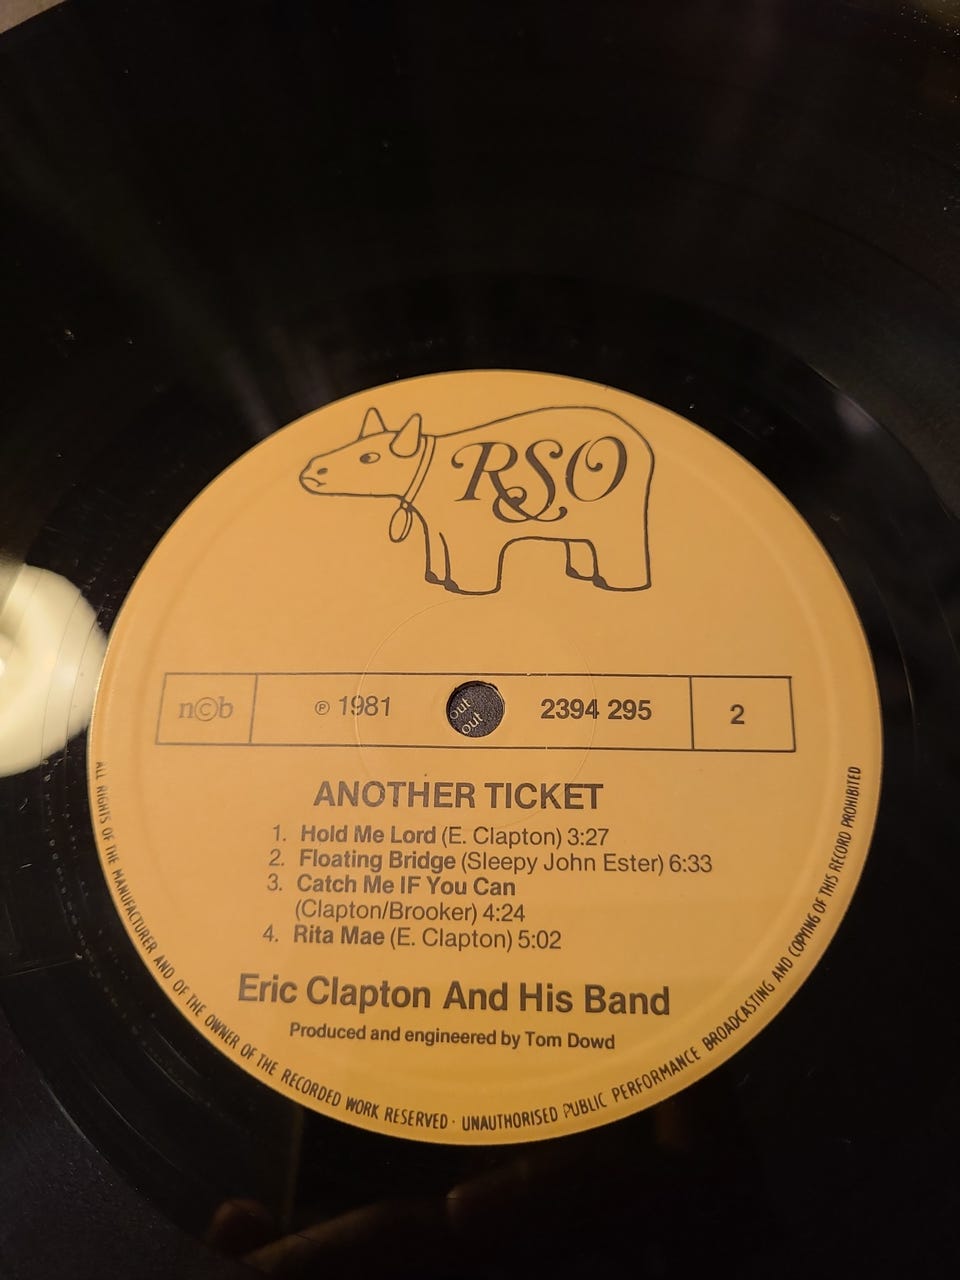 RSO
n©b
℗ 1981
2394 295
2
out
out
ANOTHER TICKET
1. Hold Me Lord (E. Clapton) 3:27
2. Floating Bridge (Sleepy John Ester) 6:33
3. Catch Me IF You Can
(Clapton/Brooker) 4:24
4. Rita Mae (E. Clapton) 5:02
Eric Clapton And His Band
Produced and engineered by Tom Dowd
ALL RIGHTS OF THE MANUFACTURER AND OF THE OWNER OF THE RECORDED WORK RESERVED · UNAUTHORISED PUBLIC PERFORMANCE BROADCASTING AND COPYING OF THIS RECORD PROHIBITED